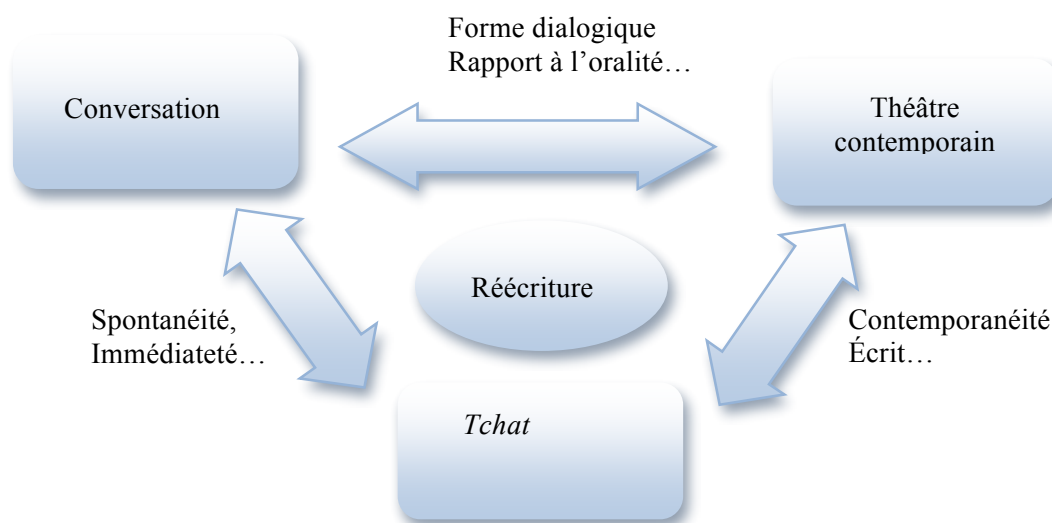 Forme dialogique
Rapport à l’oralité…
Conversation
Théâtre
contemporain
Réécriture
Spontanéité,
Immédiateté…
Contemporanéité
Écrit…
Tchat